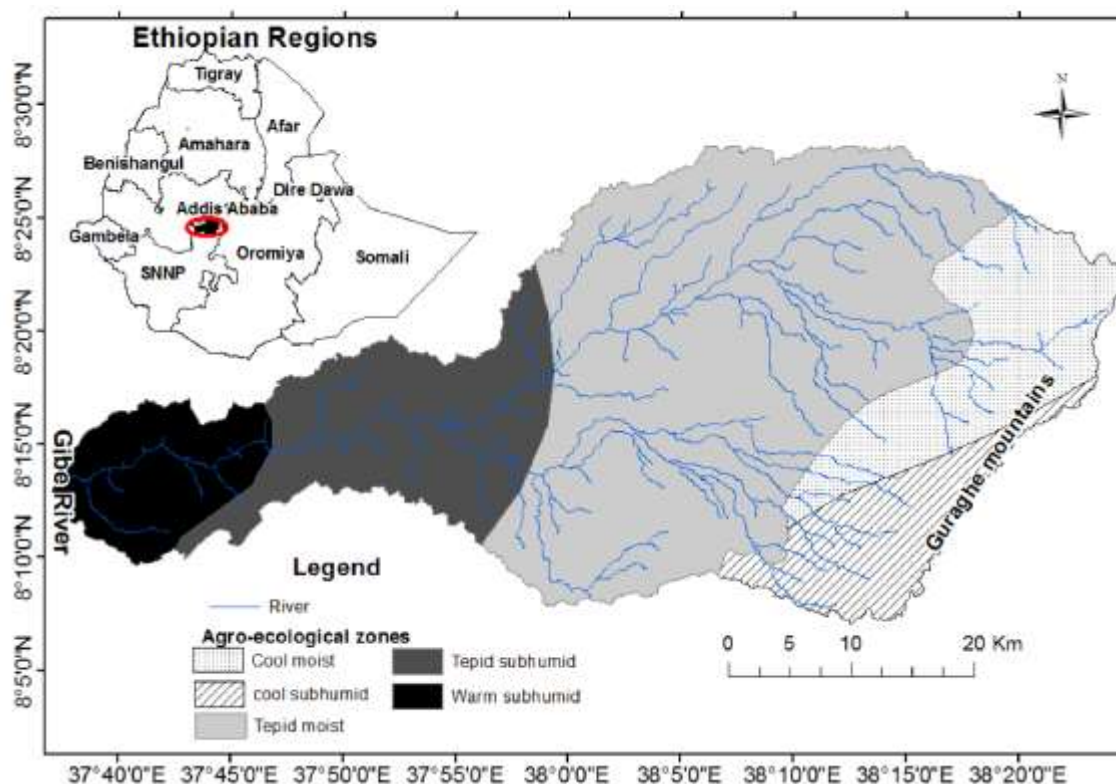 Ethiopian Regions
Tigray
Afar
Amahara
Benishangul
Dire Dawa
Addis Ababa
Gambela
Oromiya
Somali
SNNP
N
8°30'0"N
8°25'0"N
8°20'0"N
8°15'0"N
8°10'0"N
8°5'0"N
Gibe River
Guraghe mountains
Legend
River
Agro-ecological zones
Cool moist
cool subhumid
Tepid moist
Tepid subhumid
Warm subhumid
0 5 10 20 Km
37°40'0"E 37°45'0"E 37°50'0"E 37°55'0"E 38°0'0"E 38°5'0"E 38°10'0"E 38°15'0"E 38°20'0"E